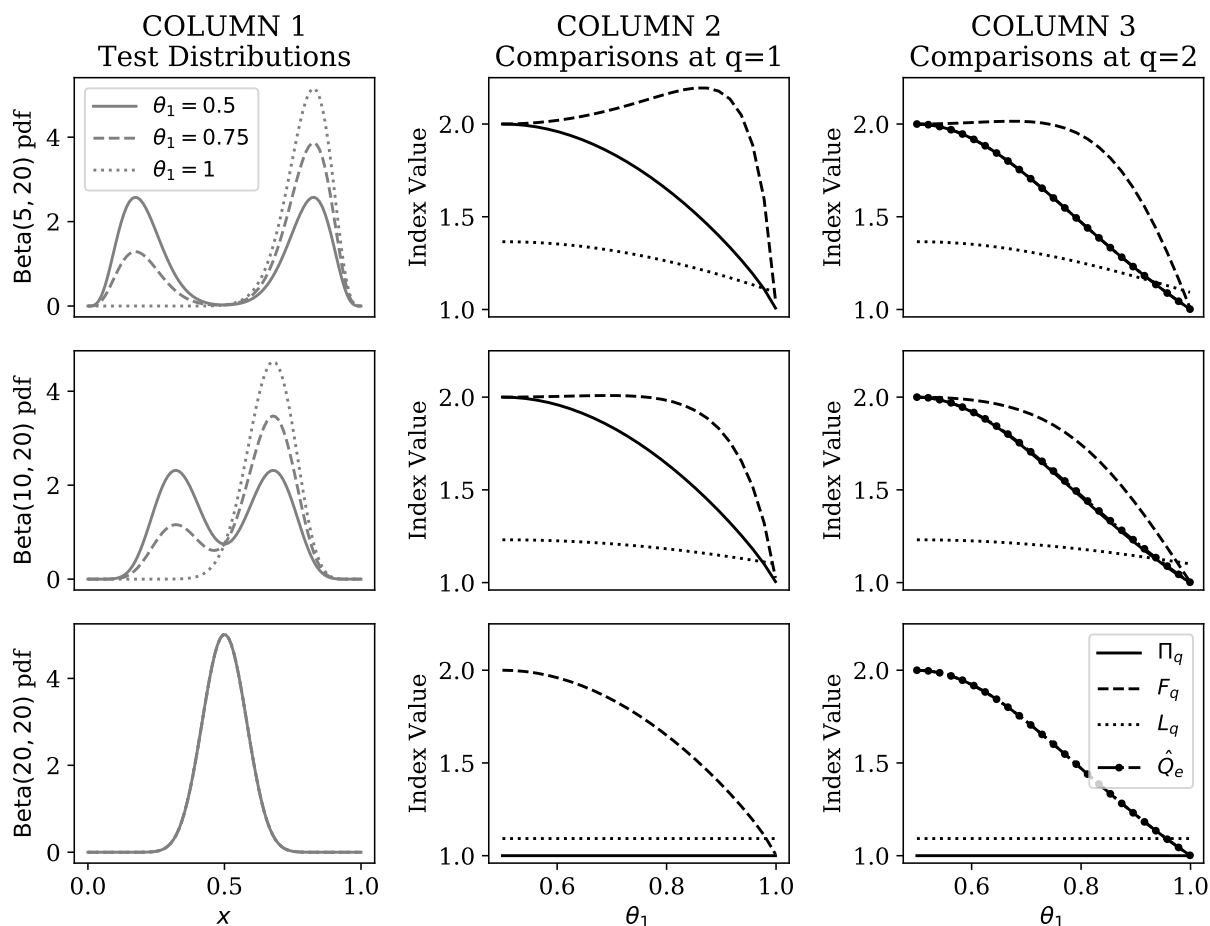 COLUMN 1
Test Distributions
COLUMN 2
Comparisons at q=1
COLUMN 3
Comparisons at q=2
Beta(5, 20) pdf
4
2
0
θ₁ = 0.5
θ₁ = 0.75
θ₁ = 1
Index Value
2.0
1.5
1.0
Index Value
2.0
1.5
1.0
Beta(10, 20) pdf
4
2
0
Index Value
2.0
1.5
1.0
Index Value
2.0
1.5
1.0
Beta(20, 20) pdf
4
2
0
0.0 0.5 1.0
x
Index Value
2.0
1.5
1.0
0.6 0.8 1.0
θ₁
Index Value
2.0
1.5
1.0
Π_q
F_q
L_q
Q̂_e
0.6 0.8 1.0
θ₁